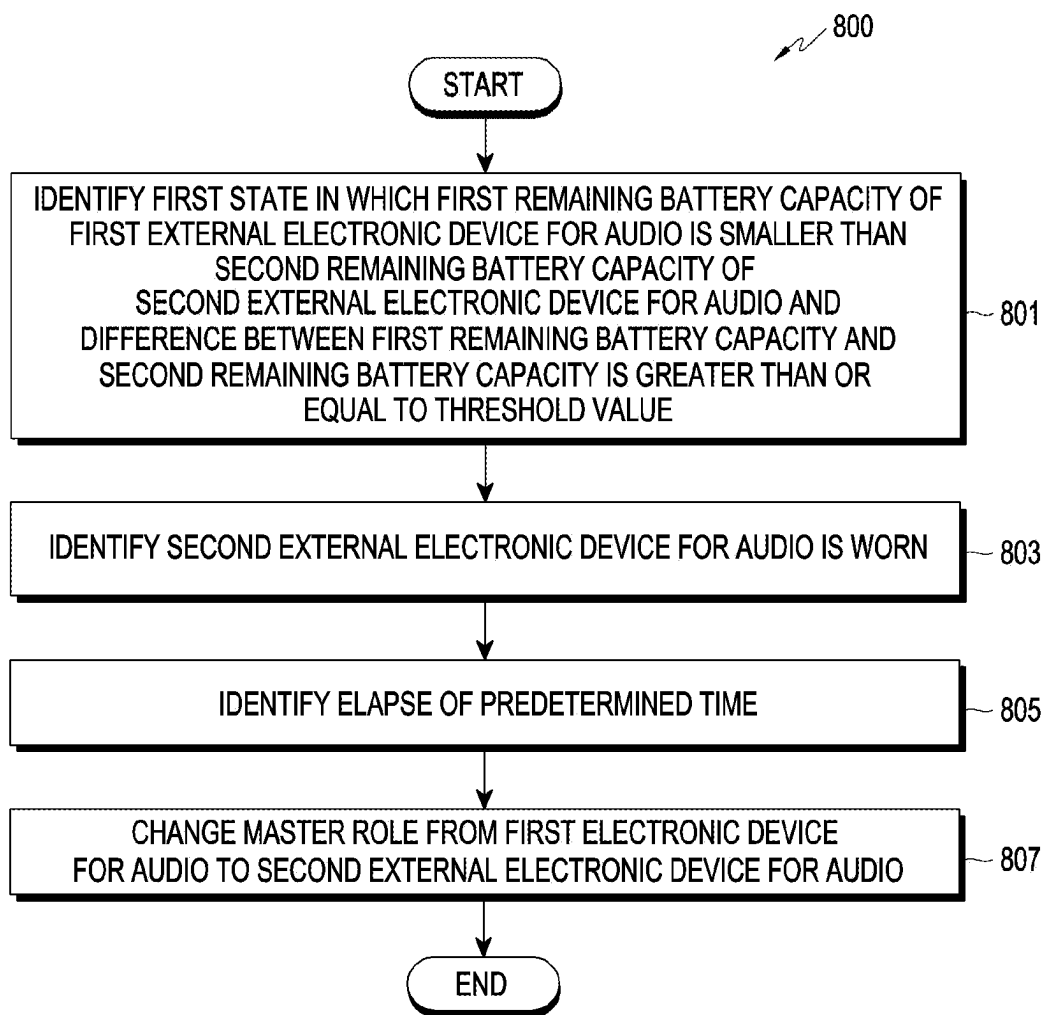 800
START
IDENTIFY FIRST STATE IN WHICH FIRST REMAINING BATTERY CAPACITY OF
FIRST EXTERNAL ELECTRONIC DEVICE FOR AUDIO IS SMALLER THAN
SECOND REMAINING BATTERY CAPACITY OF
SECOND EXTERNAL ELECTRONIC DEVICE FOR AUDIO AND
DIFFERENCE BETWEEN FIRST REMAINING BATTERY CAPACITY AND
SECOND REMAINING BATTERY CAPACITY IS GREATER THAN OR
EQUAL TO THRESHOLD VALUE
801
IDENTIFY SECOND EXTERNAL ELECTRONIC DEVICE FOR AUDIO IS WORN
803
IDENTIFY ELAPSE OF PREDETERMINED TIME
805
CHANGE MASTER ROLE FROM FIRST ELECTRONIC DEVICE
FOR AUDIO TO SECOND EXTERNAL ELECTRONIC DEVICE FOR AUDIO
807
END